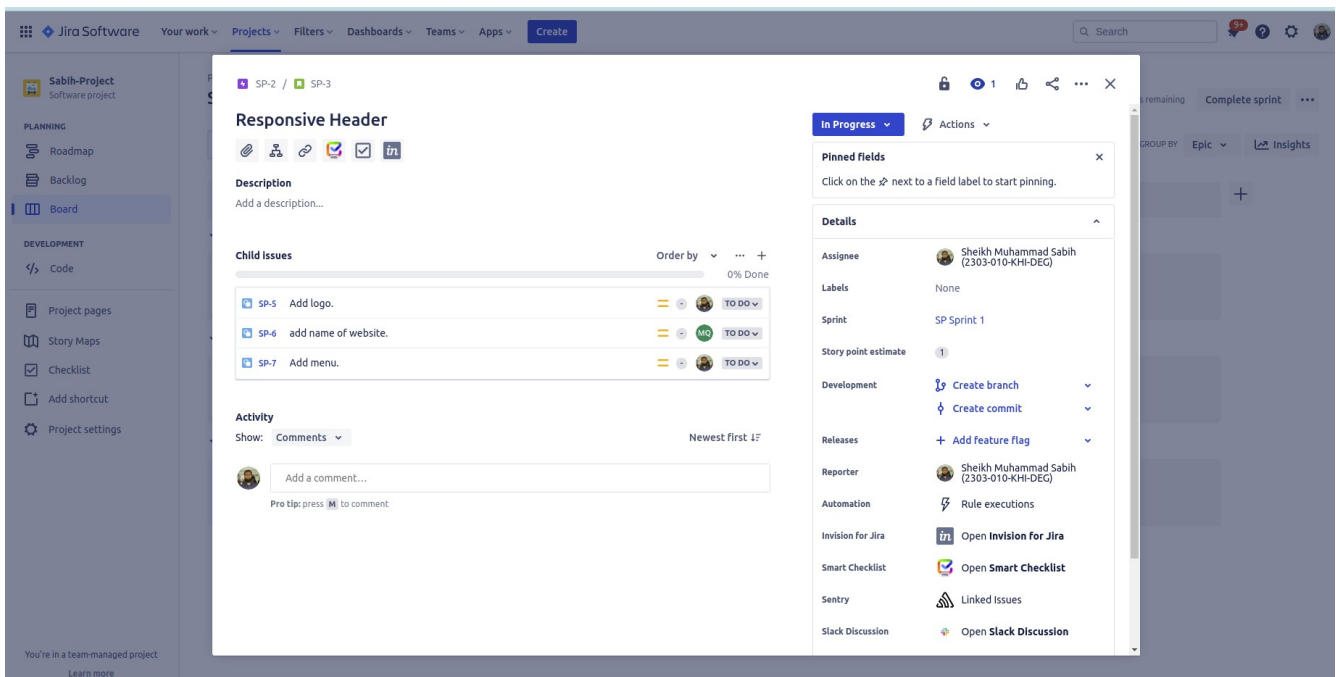 Jira Software
Your work
Projects
Filters
Dashboards
Teams
Apps
Create
Search
9+
Sabih-Project
Software project
PLANNING
Roadmap
Backlog
Board
DEVELOPMENT
Code
Project pages
Story Maps
Checklist
Add shortcut
Project settings
You're in a team-managed project
Learn more
SP-2 / SP-3
1
Responsive Header
in
Description
Add a description...
Child issues
Order by
0% Done
SP-5 Add logo.
TO DO
SP-6 add name of website.
MQ
TO DO
SP-7 Add menu.
TO DO
Activity
Show: Comments
Newest first
Add a comment...
Pro tip: press M to comment
In Progress
Actions
Pinned fields
Click on the next to a field label to start pinning.
Details
Assignee
Sheikh Muhammad Sabih
(2303-010-KHI-DEG)
Labels
None
Sprint
SP Sprint 1
Story point estimate
1
Development
Create branch
Create commit
Releases
+ Add feature flag
Reporter
Sheikh Muhammad Sabih
(2303-010-KHI-DEG)
Automation
Rule executions
Invision for Jira
in
Open Invision for Jira
Smart Checklist
Open Smart Checklist
Sentry
Linked Issues
Slack Discussion
Open Slack Discussion
remaining
Complete sprint
GROUP BY
Epic
Insights